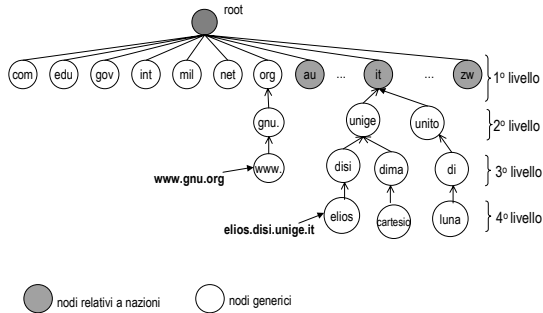 root
com edu gov int mil net org au ... it ... zw 1º livello
gnu. unige unito 2º livello
www. disi dima di 3º livello
www.gnu.org
elios cartesio luna 4º livello
elios.disi.unige.it
nodi relativi a nazioni nodi generici